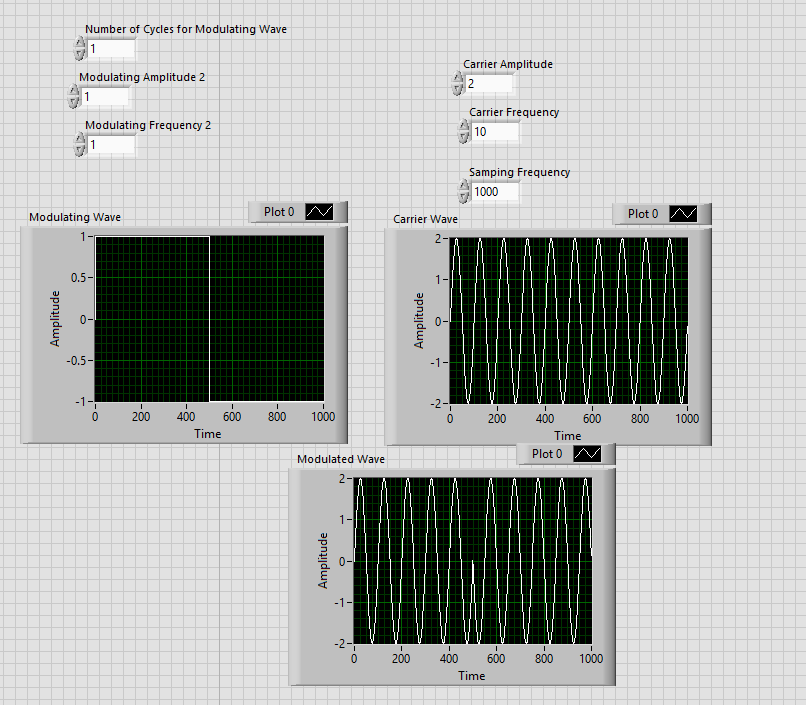 Number of Cycles for Modulating Wave
1
Modulating Amplitude 2
1
Modulating Frequency 2
1
Carrier Amplitude
2
Carrier Frequency
10
Samping Frequency
1000
Modulating Wave
Plot 0
1
0.5
0
-0.5
-1
Amplitude
0 200 400 600 800 1000
Time
Carrier Wave
Plot 0
2
1
0
-1
-2
Amplitude
0 200 400 600 800 1000
Time
Modulated Wave
Plot 0
2
1
0
-1
-2
Amplitude
0 200 400 600 800 1000
Time